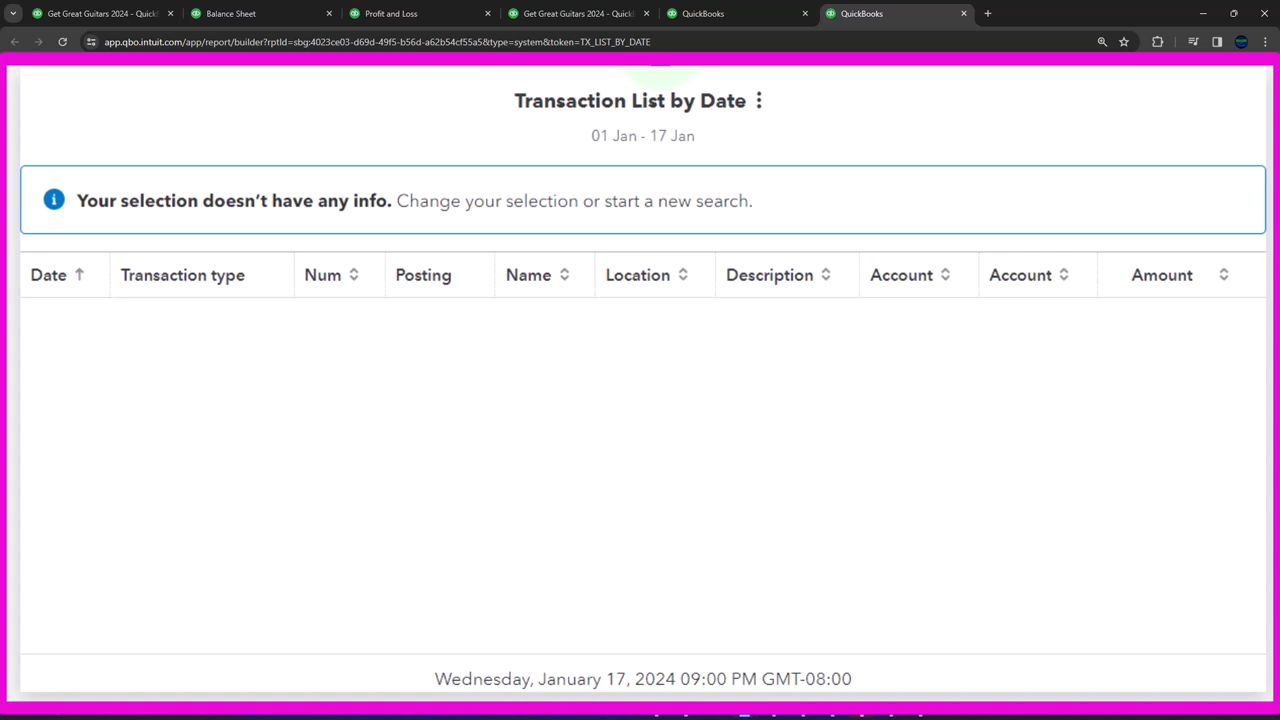 Get Great Guitars 2024 - QuickB
Balance Sheet
Profit and Loss
Get Great Guitars 2024 - QuickB
QuickBooks
QuickBooks
app.qbo.intuit.com/app/report/builder?rptId=sbg:4023ce03-d69d-49f5-b56d-a62b54cf55a5&type=system&token=TX_LIST_BY_DATE
Transaction List by Date
01 Jan - 17 Jan
Your selection doesn’t have any info. Change your selection or start a new search.
Date Transaction type Num Posting Name Location Description Account Account Amount
Wednesday, January 17, 2024 09:00 PM GMT-08:00